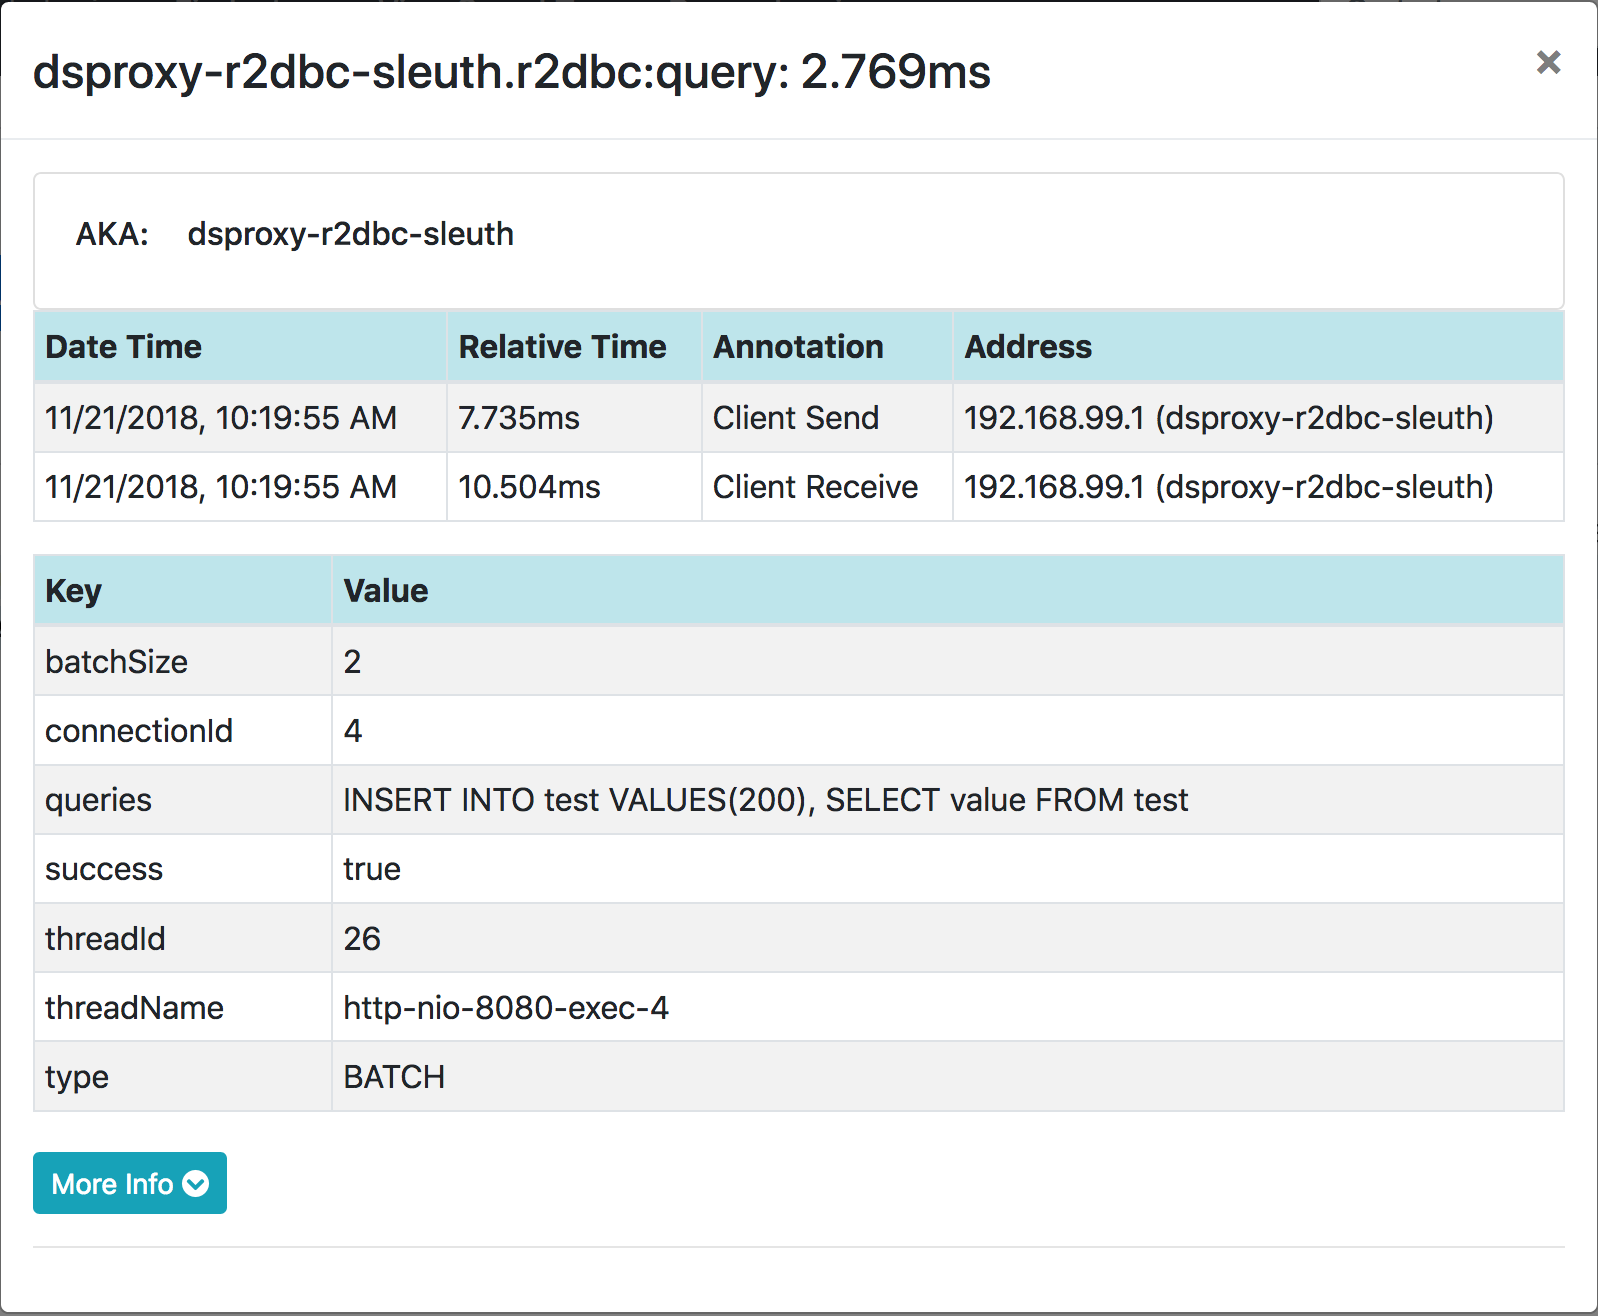 dsproxy-r2dbc-sleuth.r2dbc:query: 2.769ms
AKA: dsproxy-r2dbc-sleuth
Date Time Relative Time Annotation Address
11/21/2018, 10:19:55 AM 7.735ms Client Send 192.168.99.1 (dsproxy-r2dbc-sleuth)
11/21/2018, 10:19:55 AM 10.504ms Client Receive 192.168.99.1 (dsproxy-r2dbc-sleuth)
Key Value
batchSize 2
connectionId 4
queries INSERT INTO test VALUES(200), SELECT value FROM test
success true
threadId 26
threadName http-nio-8080-exec-4
type BATCH
More Info